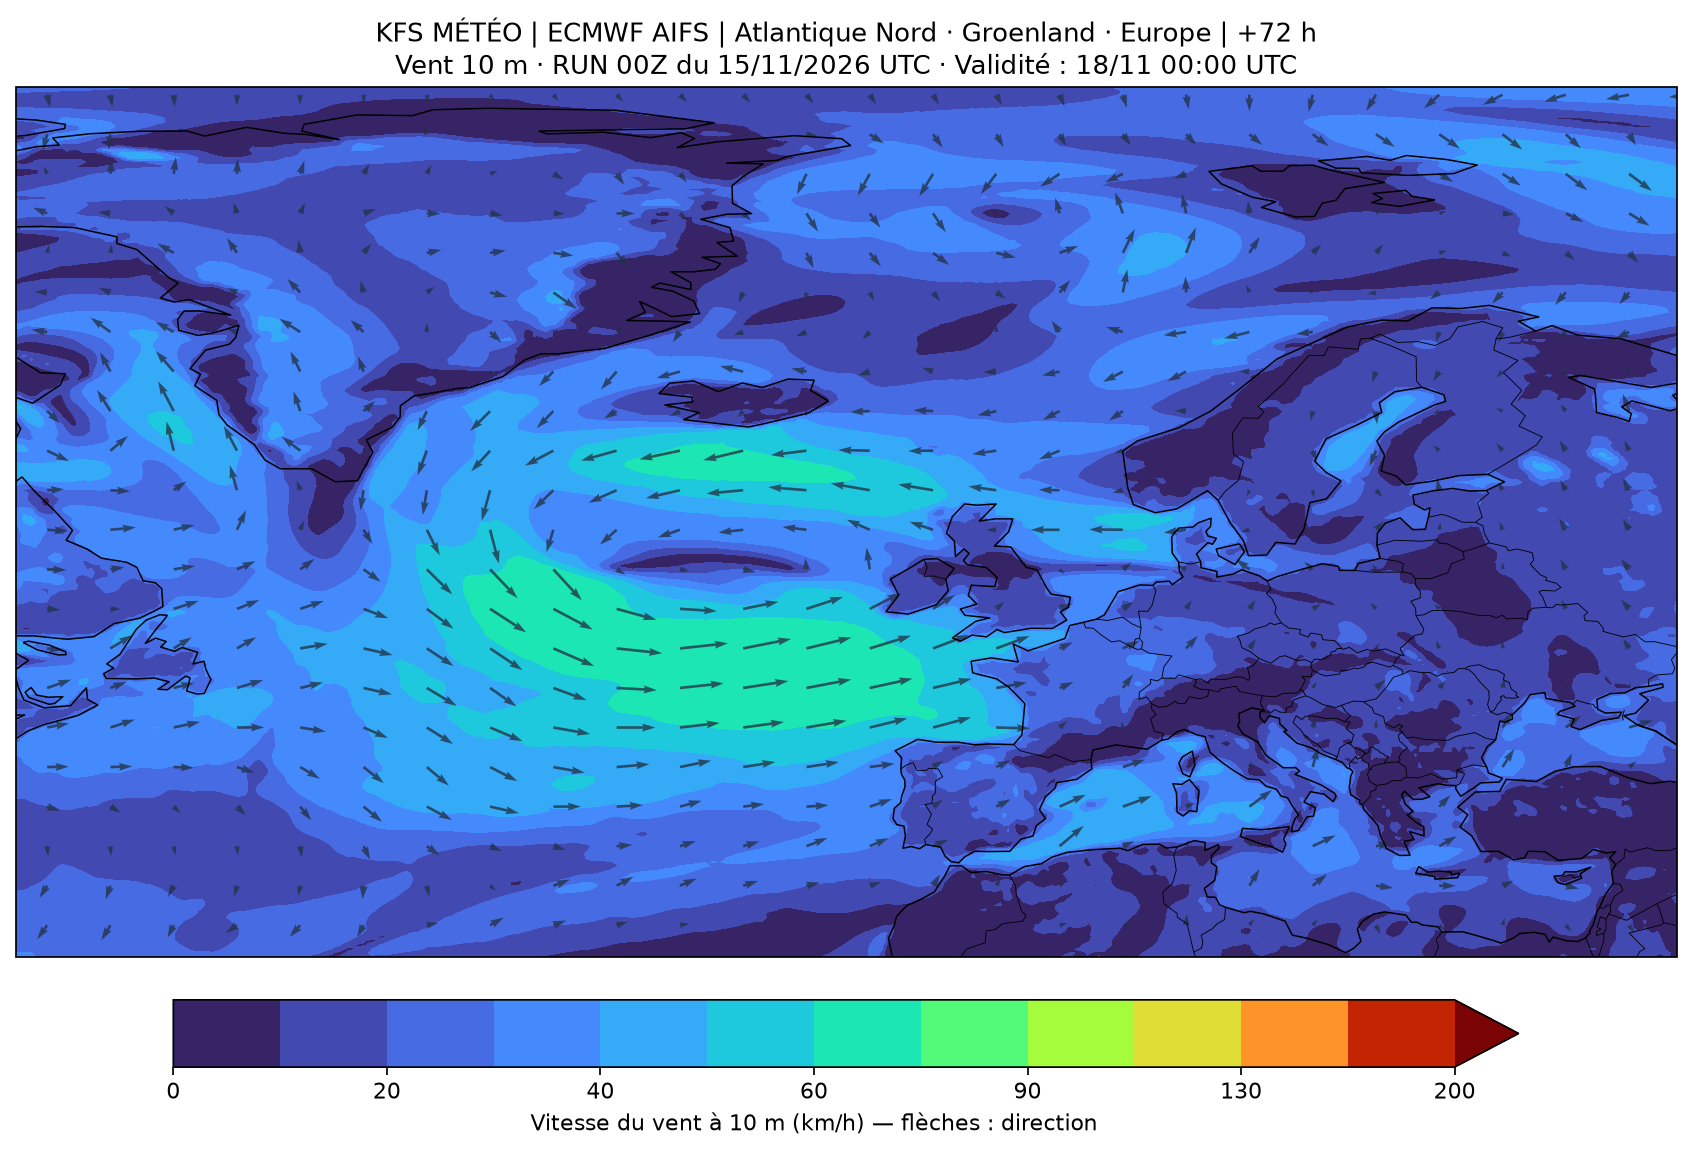 KFS MÉTÉO | ECMWF AIFS | Atlantique Nord · Groenland · Europe | +72 h
Vent 10 m · RUN 00Z du 15/11/2026 UTC · Validité : 18/11 00:00 UTC
0 20 40 60 90 130 200
Vitesse du vent à 10 m (km/h) — flèches : direction